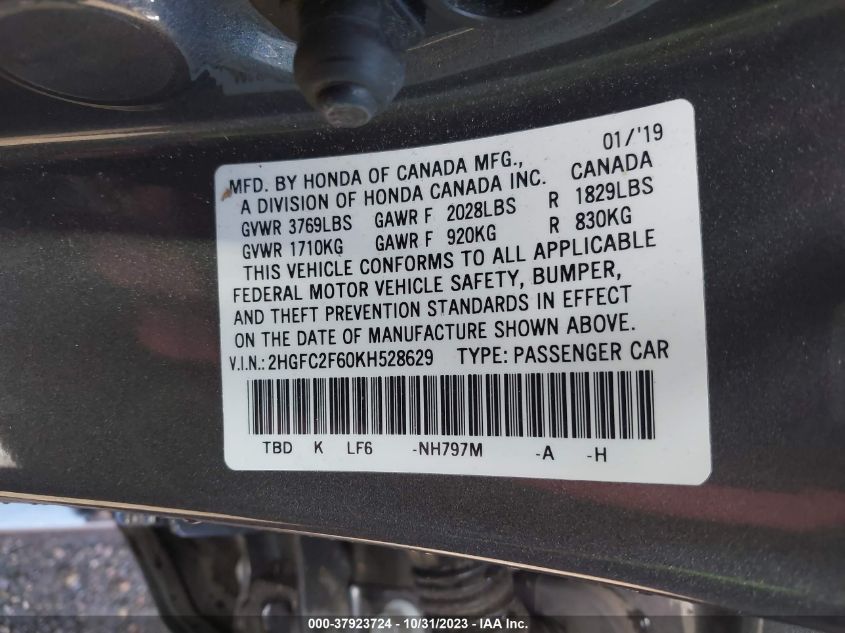 01/'19
MFD. BY HONDA OF CANADA MFG.,
A DIVISION OF HONDA CANADA INC. CANADA
GVWR 3769LBS GAWR F 2028LBS R 1829LBS
GVWR 1710KG GAWR F 920KG R 830KG
THIS VEHICLE CONFORMS TO ALL APPLICABLE
FEDERAL MOTOR VEHICLE SAFETY, BUMPER,
AND THEFT PREVENTION STANDARDS IN EFFECT
ON THE DATE OF MANUFACTURE SHOWN ABOVE.
V.I.N.: 2HGFC2F60KH528629 TYPE: PASSENGER CAR
TBD K LF6 -NH797M -A -H
000-37923724 - 10/31/2023 - IAA Inc.